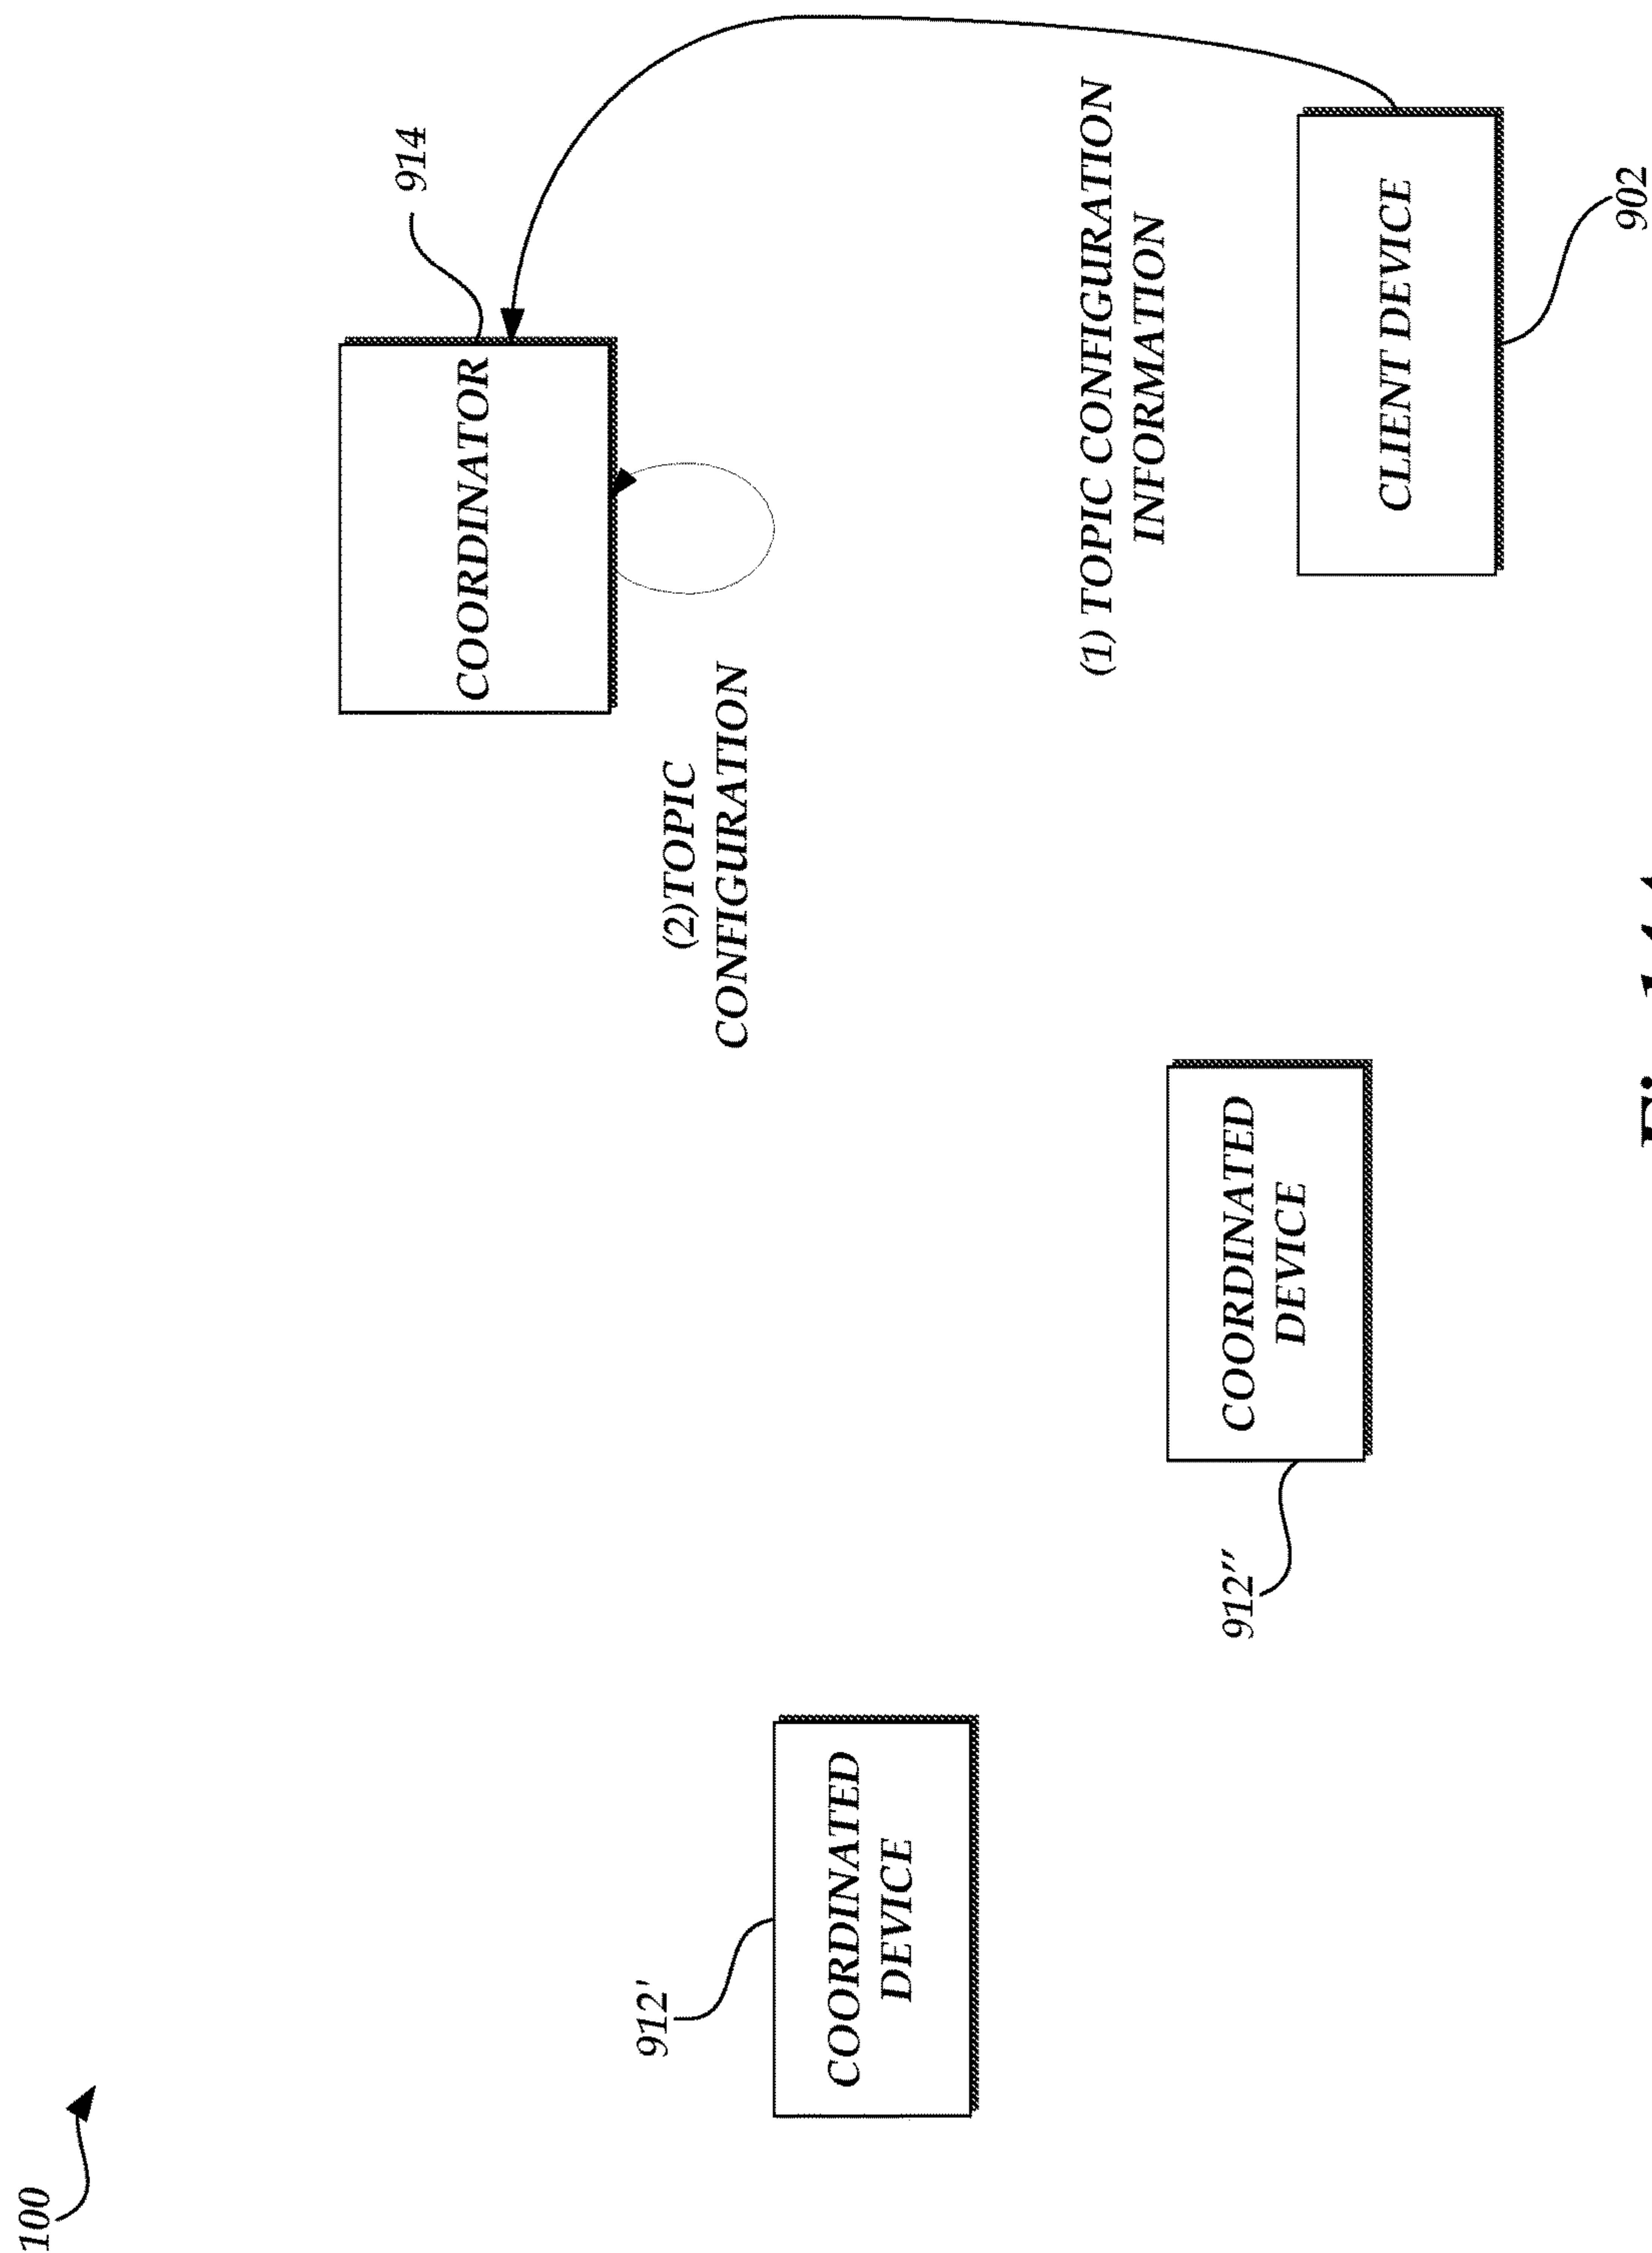 100
914
COORDINATOR
912'
(2)TOPIC
CONFIGURATION
COORDINATED
DEVICE
(1) TOPIC CONFIGURATION
INFORMATION
912″
COORDINATED
DEVICE
CLIENT DEVICE
902